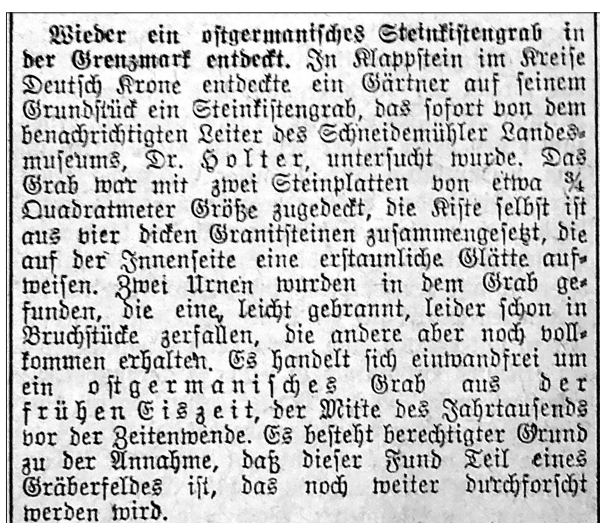 Wieder ein ostgermanisches Steinkistengrab in
der Grenzmark entdeckt. In Klappstein im Kreise
Deutsch Krone entdeckte ein Gärtner auf seinem
Grundstück ein Steinkistengrab, das sofort von dem
benachrichtigten Leiter des Schneidemühler Landes-
museums, Dr. Holter, untersucht wurde. Das
Grab war mit zwei Steinplatten von etwa ¾
Quadratmeter Größe zugedeckt, die Kiste selbst ist
aus vier dicken Granitsteinen zusammengesetzt, die
auf der Innenseite eine erstaunliche Glätte auf-
weisen. Zwei Urnen wurden in dem Grab ge-
funden, die eine, leicht gebrannt, leider schon in
Bruchstücke zerfallen, die andere aber noch voll-
kommen erhalten. Es handelt sich einwandfrei um
ein ostgermanisches Grab aus der
frühen Eiszeit, der Mitte des Jahrtausends
vor der Zeitenwende. Es besteht berechtigter Grund
zu der Annahme, daß dieser Fund Teil eines
Gräberfeldes ist, das noch weiter durchforscht
werden wird.